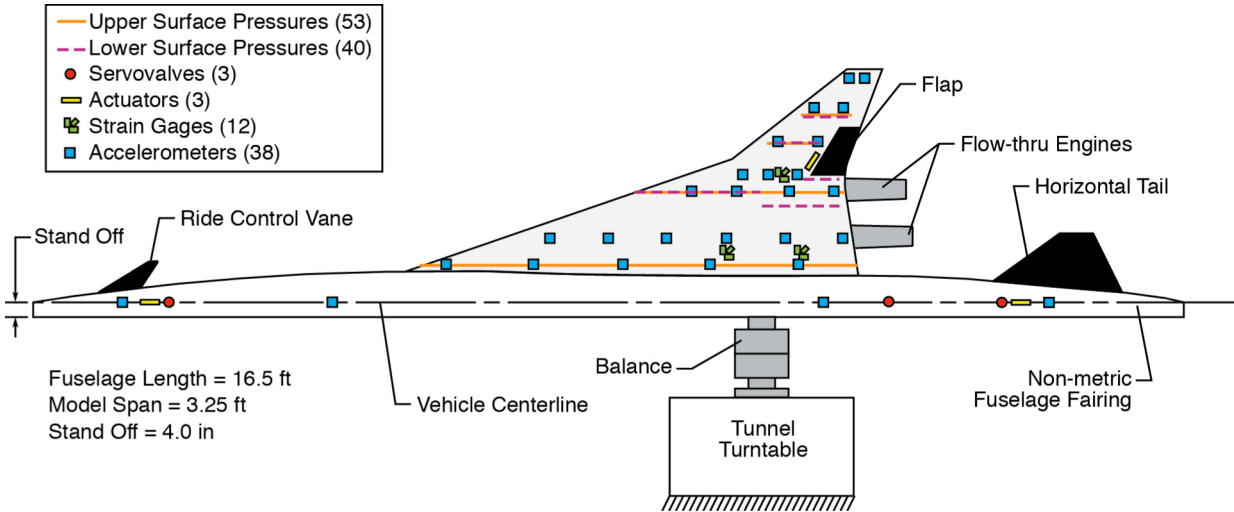 Upper Surface Pressures (53)
Lower Surface Pressures (40)
Servovalves (3)
Actuators (3)
Strain Gages (12)
Accelerometers (38)
Flap
Flow-thru Engines
Horizontal Tail
Ride Control Vane
Stand Off
Balance
Fuselage Length = 16.5 ft
Model Span = 3.25 ft
Stand Off = 4.0 in
Vehicle Centerline
Non-metric
Fuselage Fairing
Tunnel
Turntable